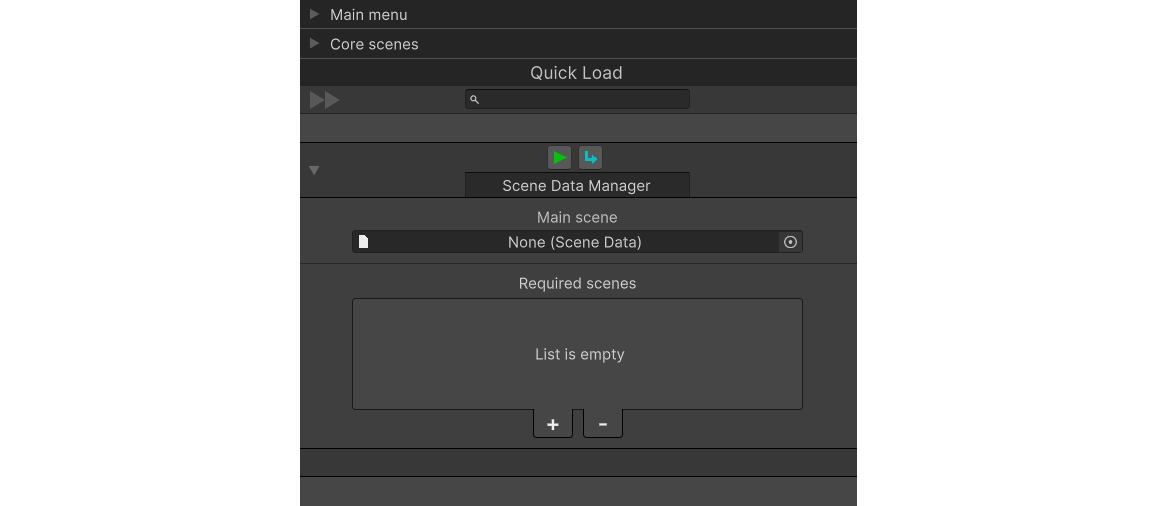 Main menu
Core scenes
Quick Load
Scene Data Manager
Main scene
None (Scene Data)
Required scenes
List is empty
+ -